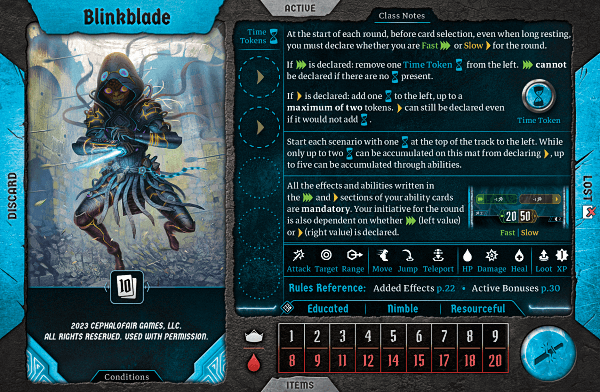 Blinkblade
ACTIVE
Class Notes
Time
Tokens
At the start of each round, before card selection, even when long resting,
you must declare whether you are Fast or Slow for the round.
If is declared: remove one Time Token from the left. cannot
be declared if there are no present.
If is declared: add one to the left, up to a
maximum of two tokens. can still be declared even
if it would not add .
Time Token
Start each scenario with one at the top of the track to the left. While
only up to two can be accumulated on this mat from declaring , up
to five can be accumulated through abilities.
All the effects and abilities written in
the and sections of your ability cards
are mandatory. Your initiative for the round
is also dependent on whether (left value)
or (right value) is declared.
20 50
Fast | Slow
Attack Target Range Move Jump Teleport HP Damage Heal Loot XP
Rules Reference: Added Effects p.22 • Active Bonuses p.30
Educated Nimble Resourceful
DISCARD
LOST
10
2023 CEPHALOFAIR GAMES, LLC.
ALL RIGHTS RESERVED. USED WITH PERMISSION.
Conditions
1 2 3 4 5 6 7 8 9
8 9 11 12 14 15 17 18 20
ITEMS